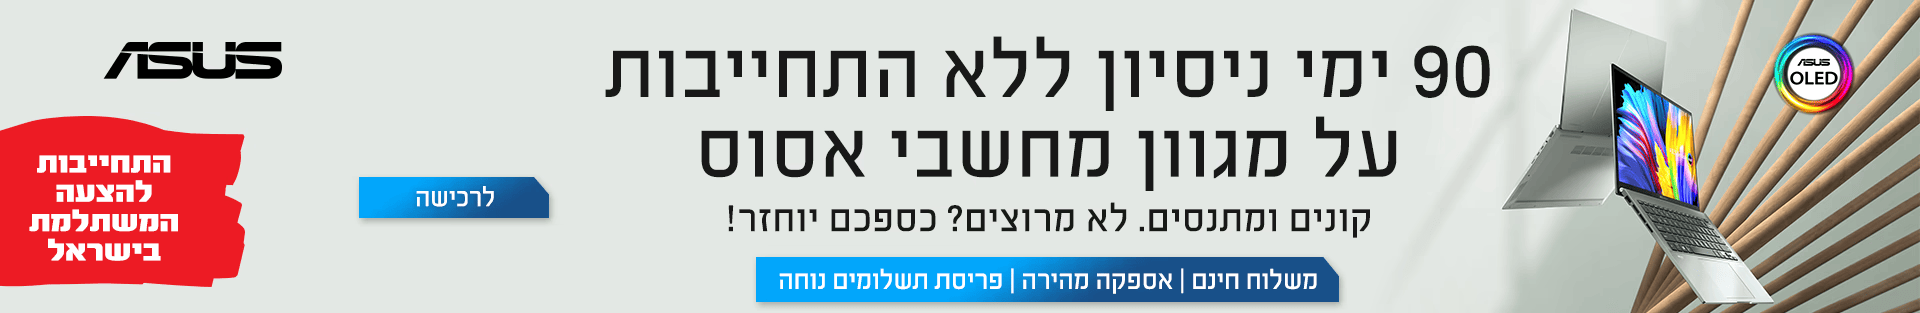 ASUS
OLED
90 ימי ניסיון ללא התחייבות
על מגוון מחשבי אסוס
קונים ומתנסים. לא מרוצים? כספכם יוחזר!
משלוח חינם | אספקה מהירה | פריסת תשלומים נוחה
לרכישה
ASUS
התחייבות
להצעה
המשתלמת
בישראל